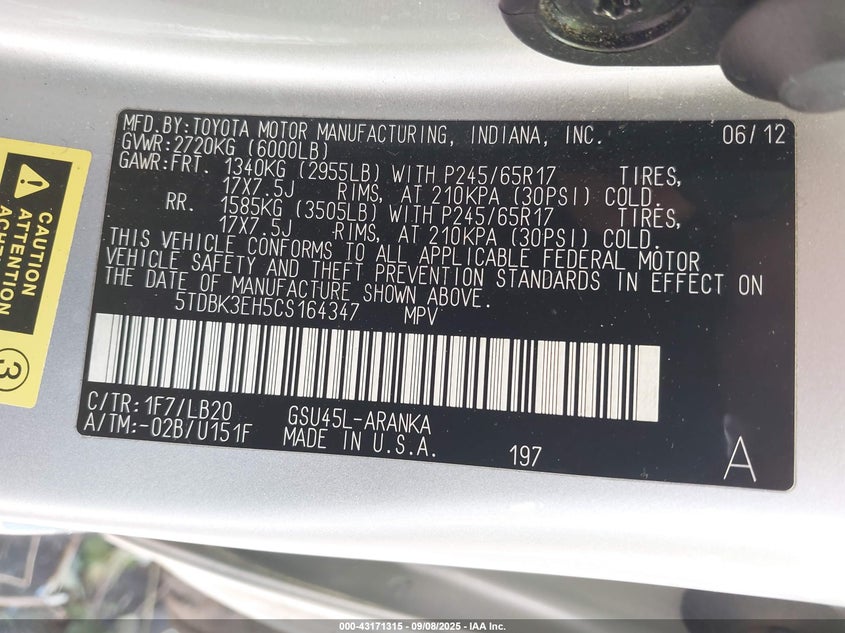 MFD.BY:TOYOTA MOTOR MANUFACTURING, INDIANA, INC. 06/12
GVWR:2720KG (6000LB)
GAWR:FRT. 1340KG (2955LB) WITH P245/65R17 TIRES,
17X7.5J RIMS, AT 210KPA (30PSI) COLD.
RR. 1585KG (3505LB) WITH P245/65R17 TIRES,
17X7.5J RIMS, AT 210KPA (30PSI) COLD.
THIS VEHICLE CONFORMS TO ALL APPLICABLE FEDERAL MOTOR
VEHICLE SAFETY AND THEFT PREVENTION STANDARDS IN EFFECT ON
THE DATE OF MANUFACTURE SHOWN ABOVE.
5TDBK3EH5CS164347 MPV
C/TR:1F7/LB20 GSU45L-ARANKA
A/TM:-02B/U151F MADE IN U.S.A. 197 A
CAUTION
ATTENTION
3
000-43171315 - 09/08/2025 - IAA Inc.